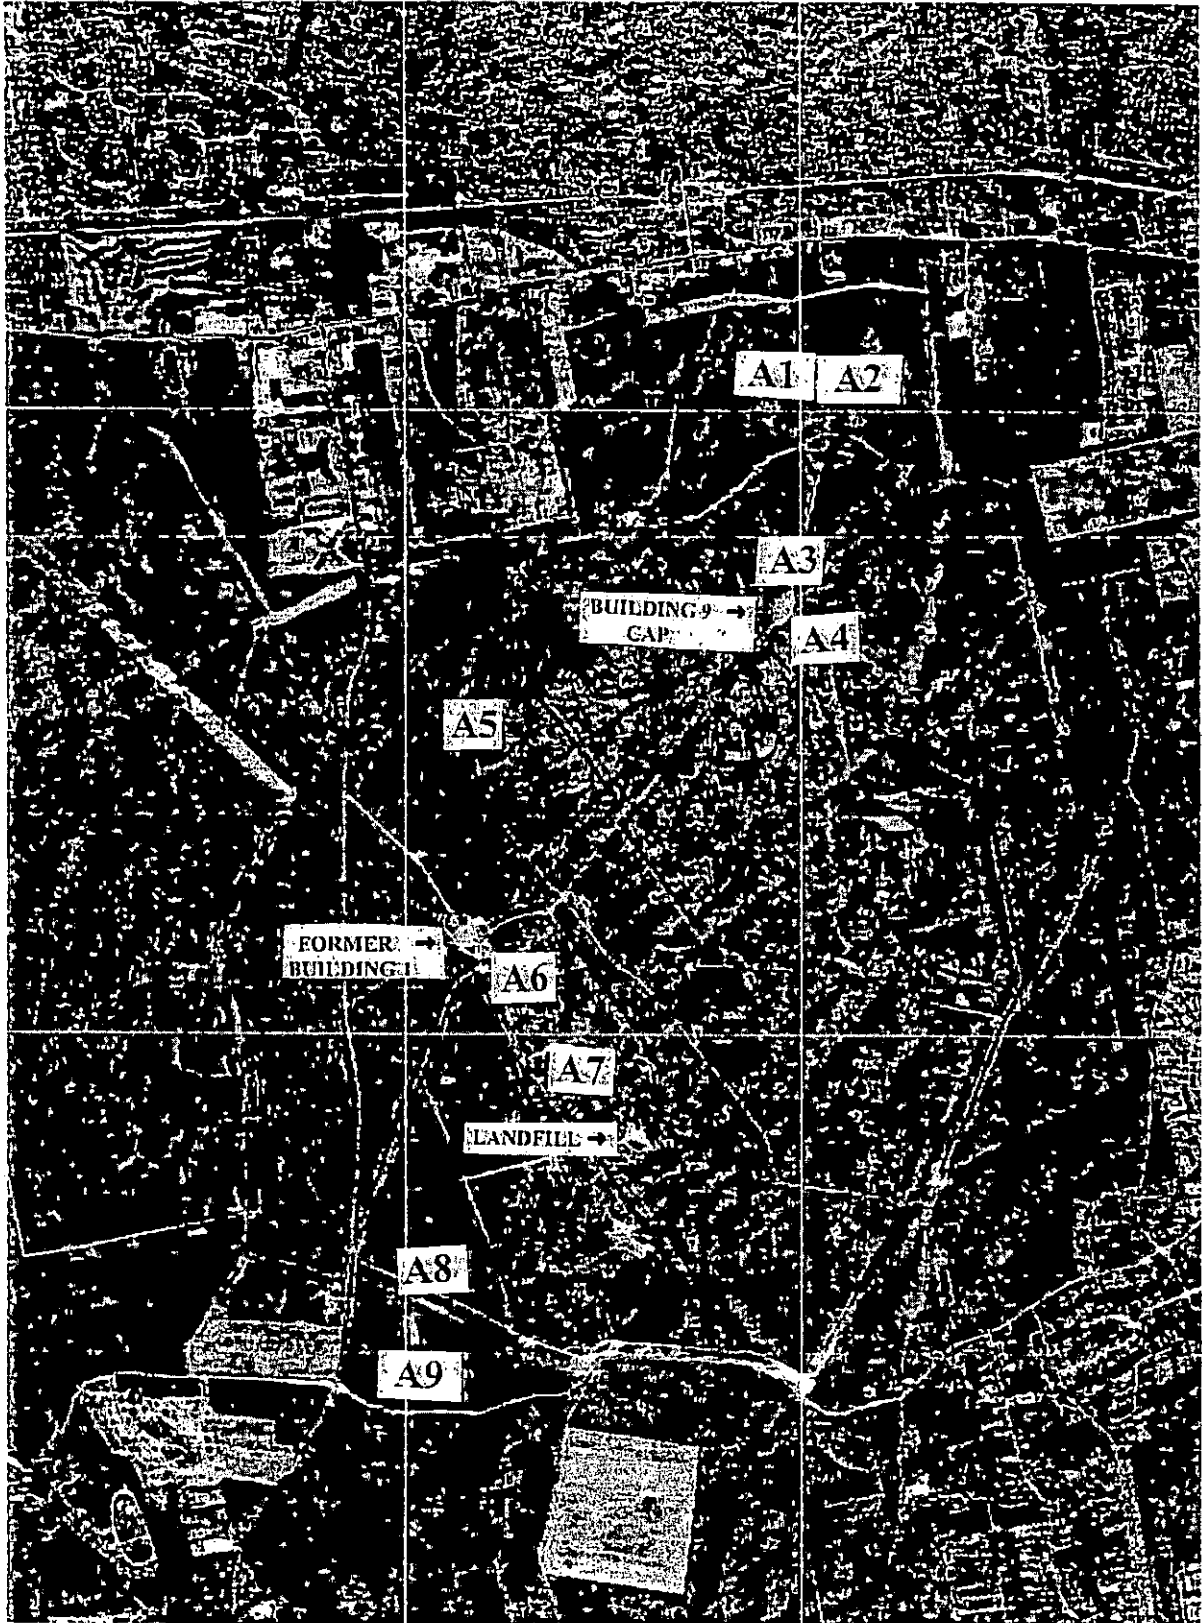 A1 A2
A3
BUILDING 9 →
CAP
A4
A5
FORMER →
BUILDING 1
A6
A7
LANDFILL →
A8
A9